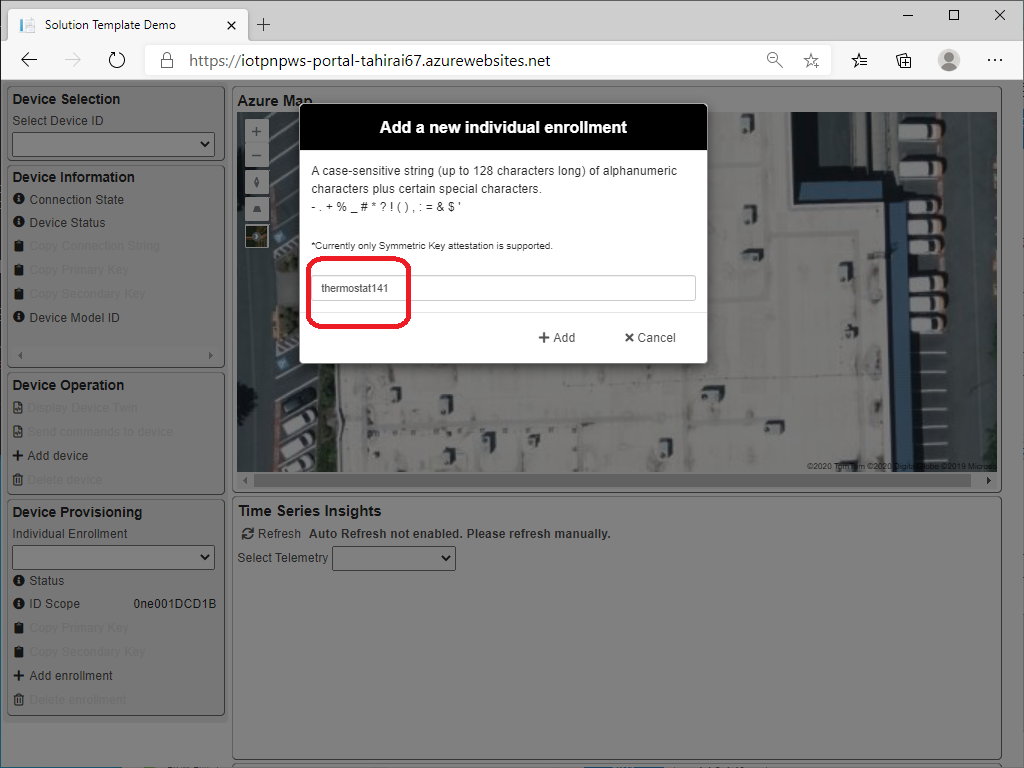 Solution Template Demo
https://iotpnpws-portal-tahirai67.azurewebsites.net
Device Selection
Select Device ID
Device Information
Connection State
Device Status
Copy Connection String
Copy Primary Key
Copy Secondary Key
Device Model ID
Device Operation
Display Device Twin
Send commands to device
Add device
Delete device
Device Provisioning
Individual Enrollment
Status
ID Scope 0ne001DCD1B
Copy Primary Key
Copy Secondary Key
Add enrollment
Delete enrollment
Azure Map
Add a new individual enrollment
A case-sensitive string (up to 128 characters long) of alphanumeric
characters plus certain special characters.
- . + % _ # * ? ! ( ) , : = & $ '
*Currently only Symmetric Key attestation is supported.
thermostat141
Add Cancel
©2020 TomTom ©2020 DigitalGlobe ©2019
Time Series Insights
Refresh Auto Refresh not enabled. Please refresh manually.
Select Telemetry